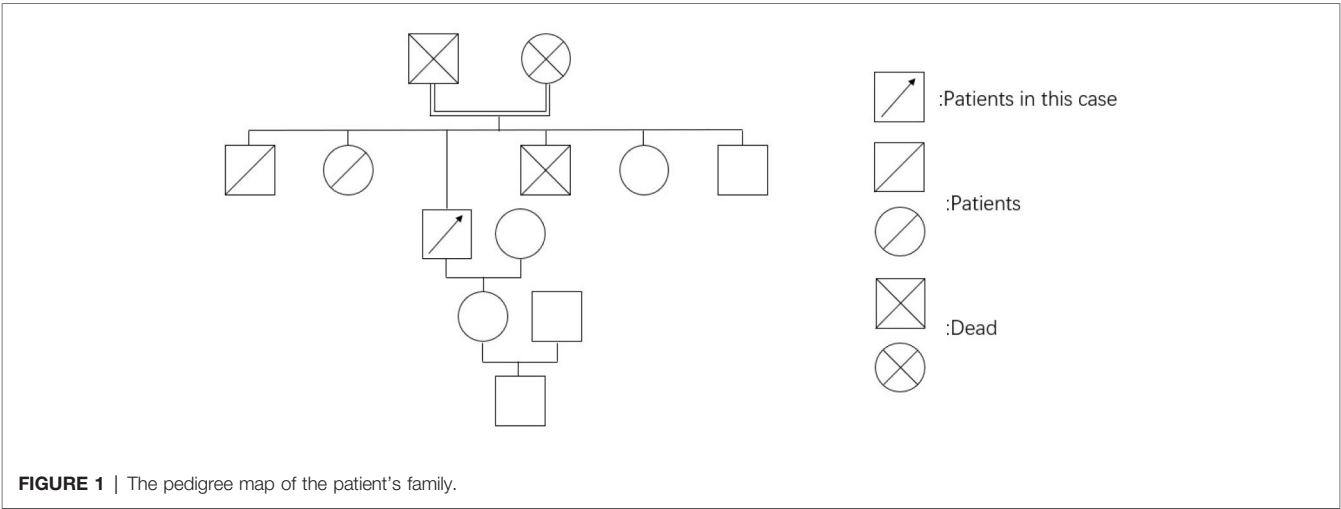 :Patients in this case
:Patients
:Dead
FIGURE 1 | The pedigree map of the patient's family.